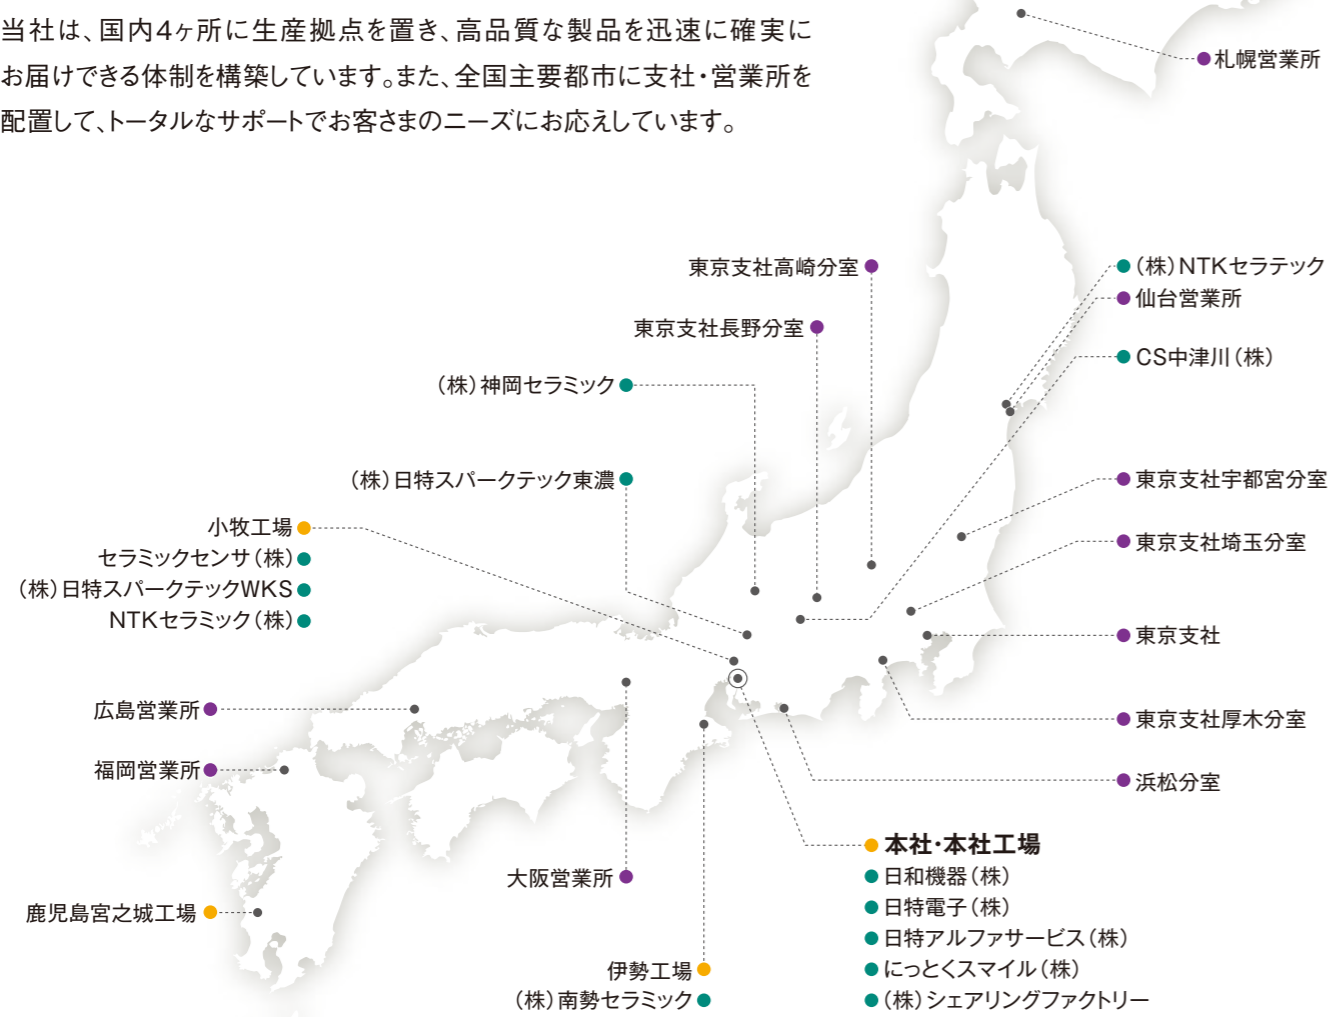 当社は、国内4ヶ所に生産拠点を置き、高品質な製品を迅速に確実に
お届けできる体制を構築しています。また、全国主要都市に支社・営業所を
配置して、トータルなサポートでお客さまのニーズにお応えしています。
札幌営業所
東京支社高崎分室
東京支社長野分室
（株）神岡セラミック
（株）日特スパークテック東濃
小牧工場
セラミックセンサ（株）
（株）日特スパークテックWKS
NTKセラミック（株）
広島営業所
福岡営業所
鹿児島宮之城工場
大阪営業所
伊勢工場
（株）南勢セラミック
（株）NTKセラテック
仙台営業所
CS中津川（株）
東京支社宇都宮分室
東京支社埼玉分室
東京支社
東京支社厚木分室
浜松分室
本社・本社工場
日和機器（株）
日特電子（株）
日特アルファサービス（株）
にっとくスマイル（株）
（株）シェアリングファクトリー